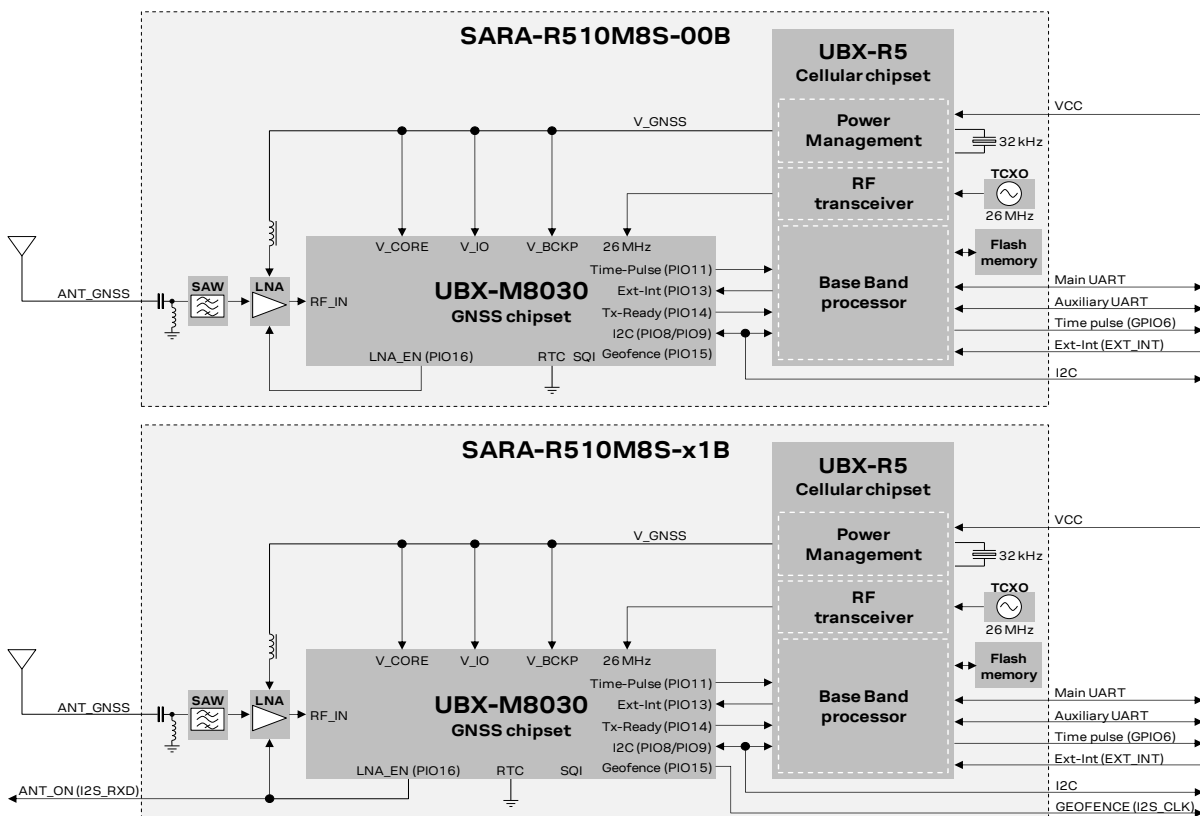 SARA-R510M8S-00B
UBX-R5
Cellular chipset
VCC
Power
Management
V_GNSS
32 kHz
TCXO
RF
transceiver
26 MHz
V_CORE
V_IO
V_BCKP
26 MHz
Flash
memory
Time-Pulse (PIO11)
SAW
LNA
UBX-M8030
GNSS chipset
Ext-Int (PIO13)
Base Band
processor
Main UART
ANT_GNSS
RF_IN
Auxiliary UART
Tx-Ready (PIO14)
Time pulse (GPIO6)
I2C (PIO8/PIO9)
Ext-Int (EXT_INT)
LNA_EN (PIO16)
RTC
SQI
Geofence (PIO15)
I2C
SARA-R510M8S-x1B
UBX-R5
Cellular chipset
VCC
Power
Management
V_GNSS
32 kHz
TCXO
RF
transceiver
26 MHz
V_CORE
V_IO
V_BCKP
26 MHz
Flash
memory
Time-Pulse (PIO11)
SAW
LNA
UBX-M8030
GNSS chipset
Ext-Int (PIO13)
Base Band
processor
Main UART
ANT_GNSS
RF_IN
Auxiliary UART
Tx-Ready (PIO14)
Time pulse (GPIO6)
I2C (PIO8/PIO9)
Ext-Int (EXT_INT)
LNA_EN (PIO16)
RTC
SQI
Geofence (PIO15)
I2C
ANT_ON (I2S_RXD)
GEOFENCE (I2S_CLK)